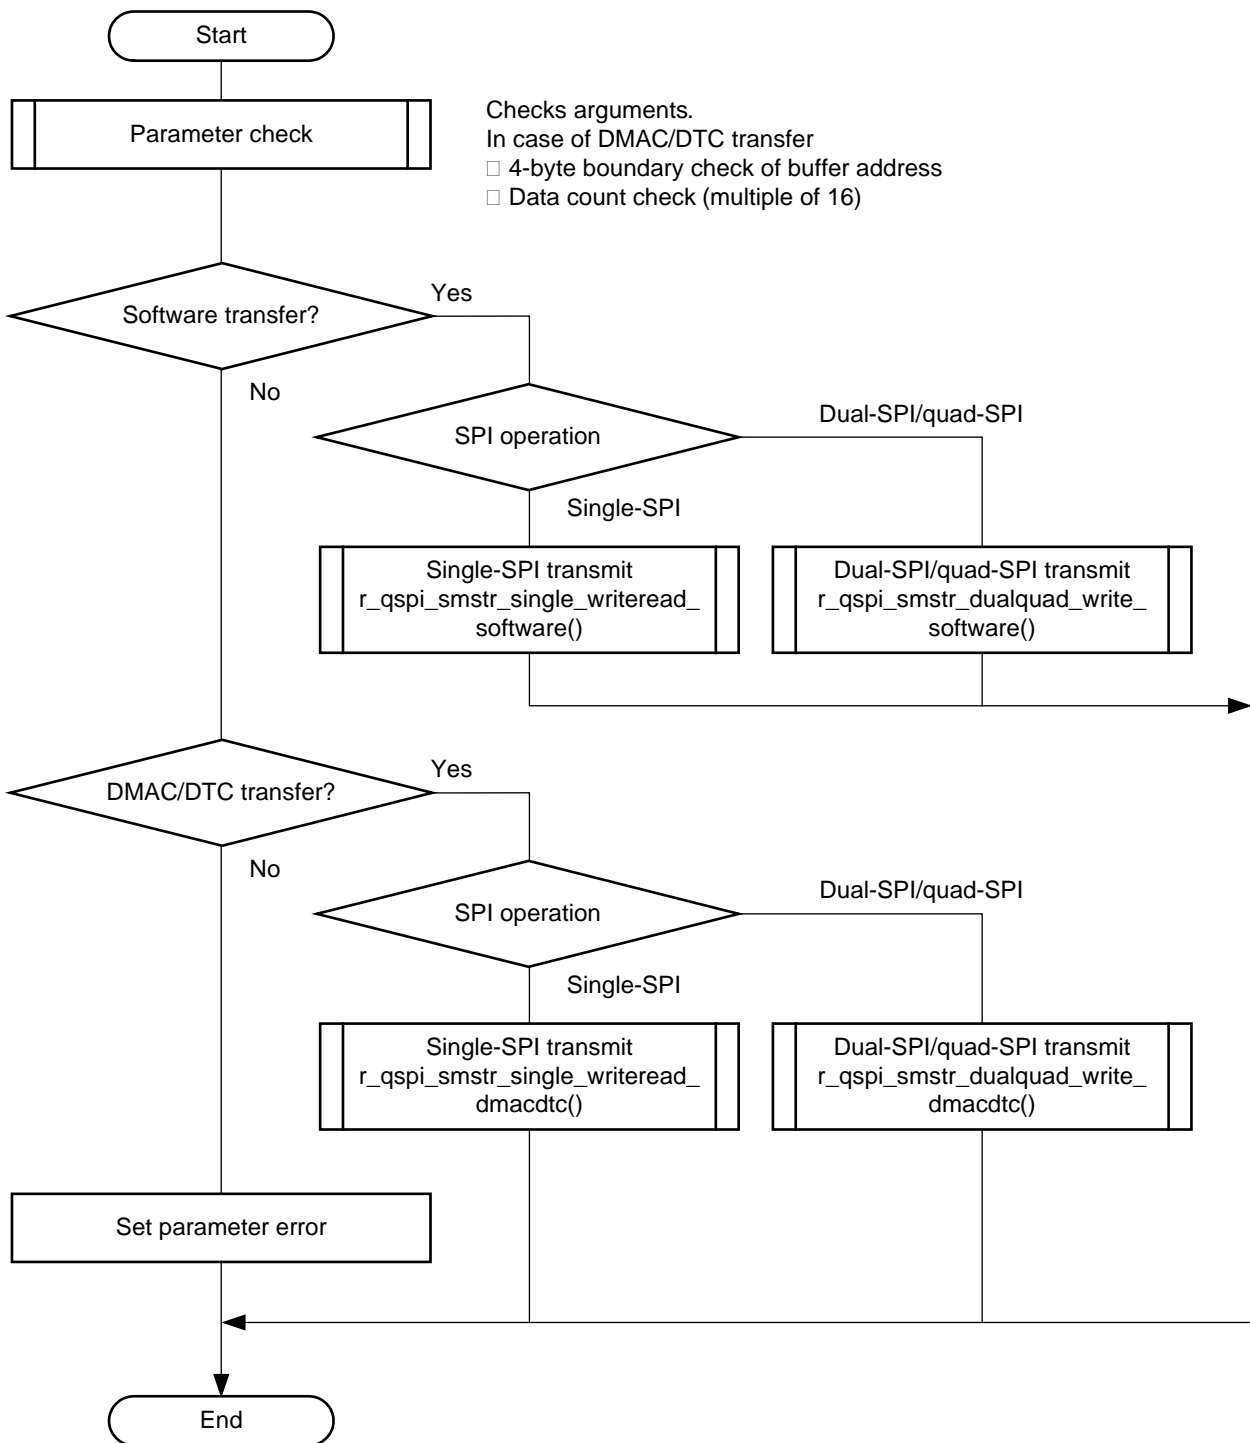 Start
Parameter check
Checks arguments.
In case of DMAC/DTC transfer
□ 4-byte boundary check of buffer address
□ Data count check (multiple of 16)
Software transfer?
Yes
No
SPI operation
Dual-SPI/quad-SPI
Single-SPI
Single-SPI transmit
r_qspi_smstr_single_writeread_
software()
Dual-SPI/quad-SPI transmit
r_qspi_smstr_dualquad_write_
software()
DMAC/DTC transfer?
Yes
No
SPI operation
Dual-SPI/quad-SPI
Single-SPI
Single-SPI transmit
r_qspi_smstr_single_writeread_
dmacdtc()
Dual-SPI/quad-SPI transmit
r_qspi_smstr_dualquad_write_
dmacdtc()
Set parameter error
End